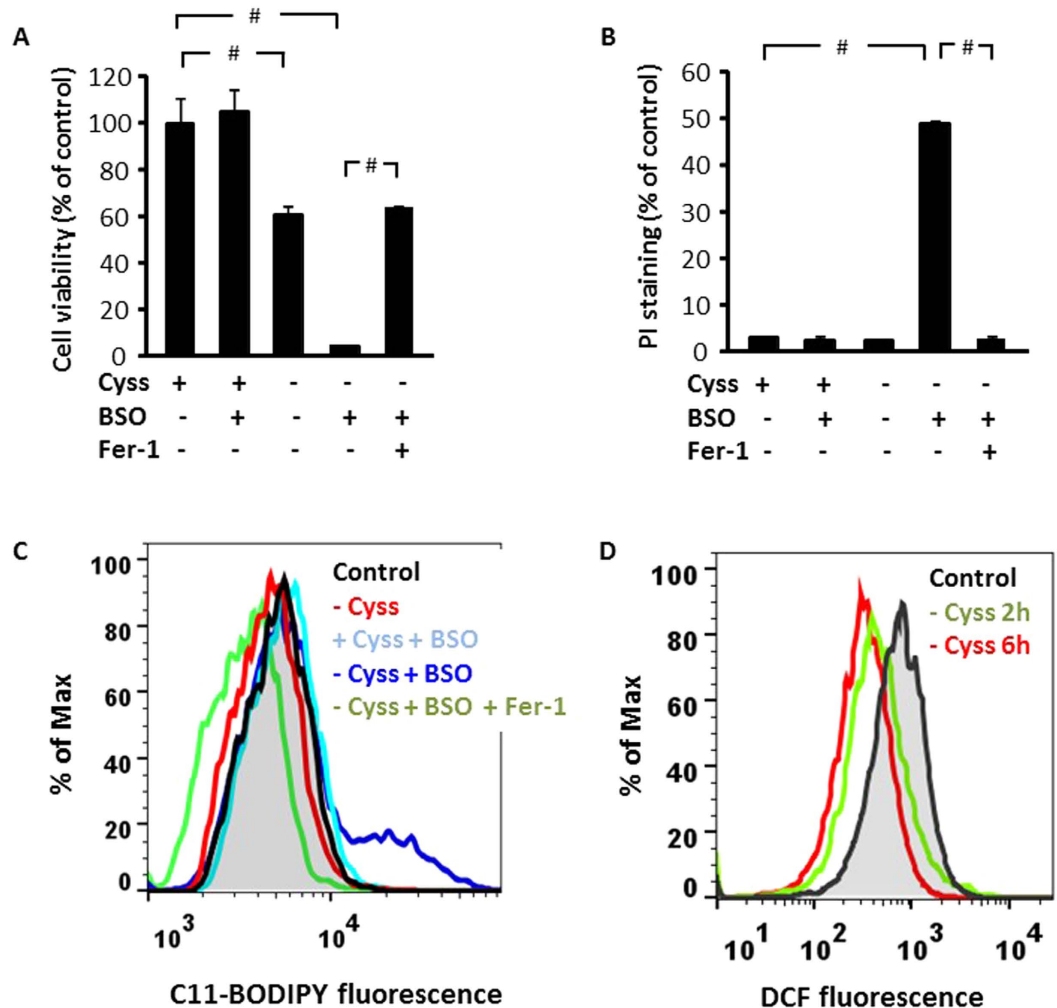 A
#
#
#
Cell viability (% of control)
120
100
80
60
40
20
0
Cyss + + - - -
BSO - + - + +
Fer-1 - - - - +
B
# #
PI staining (% of control)
60
50
40
30
20
10
0
Cyss + + - - -
BSO - + - + +
Fer-1 - - - - +
C
% of Max
100
80
60
40
20
0
Control
- Cyss
+ Cyss + BSO
- Cyss + BSO
- Cyss + BSO + Fer-1
10³ 10⁴
C11-BODIPY fluorescence
D
% of Max
100
80
60
40
20
0
Control
- Cyss 2h
- Cyss 6h
10¹ 10² 10³ 10⁴
DCF fluorescence